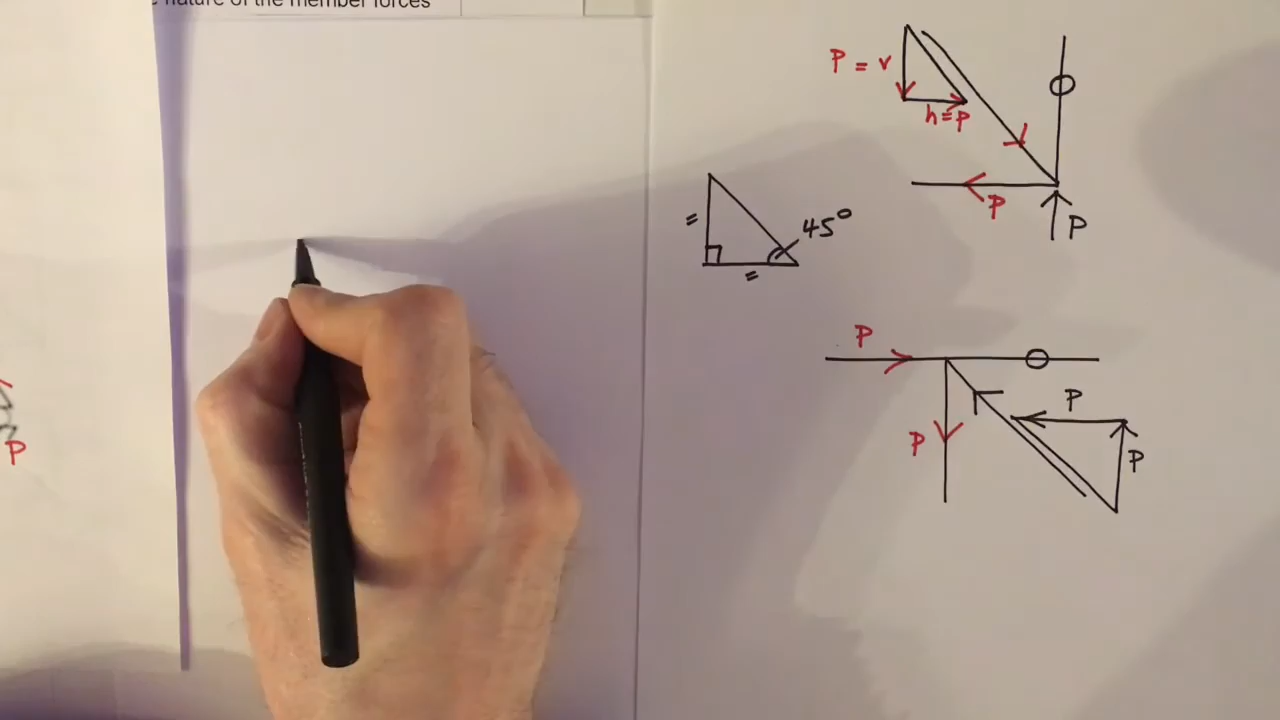 nature of the member forces
P = v
h=P
P
P
=
45°
=
P
P
P
P
P